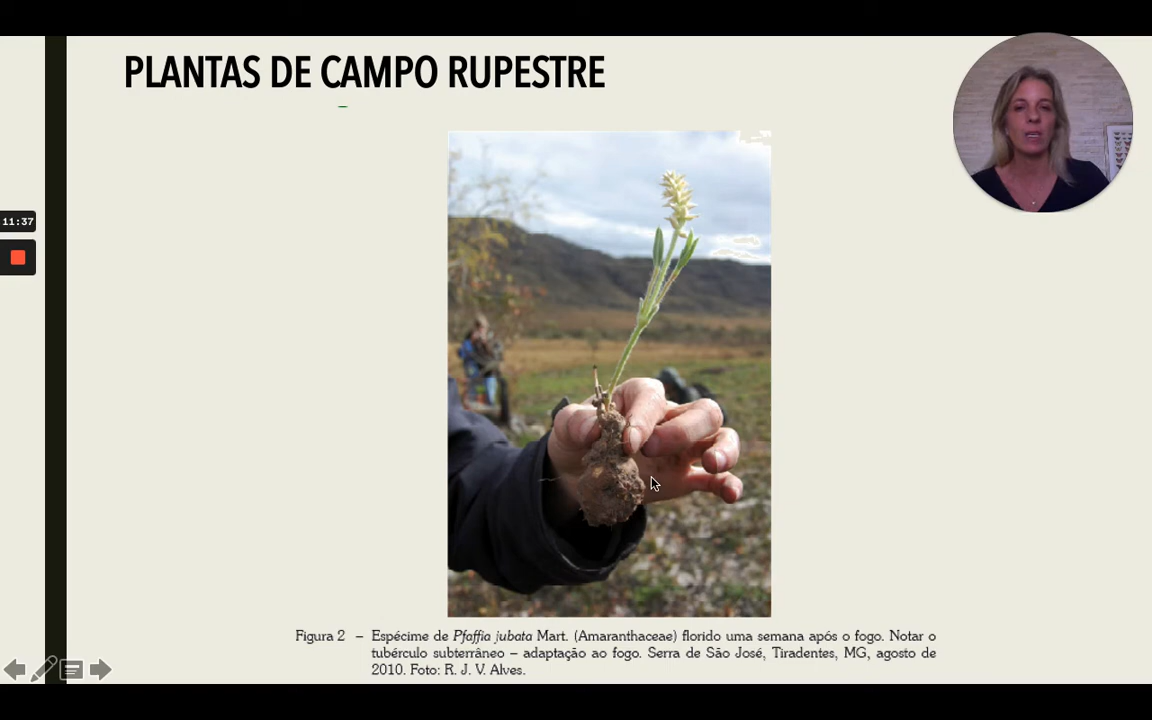 PLANTAS DE CAMPO RUPESTRE
11:37
Figura 2 – Espécime de Pfaffia jubata Mart. (Amaranthaceae) florido uma semana após o fogo. Notar o
tubérculo subterrâneo – adaptação ao fogo. Serra de São José, Tiradentes, MG, agosto de
2010. Foto: R. J. V. Alves.